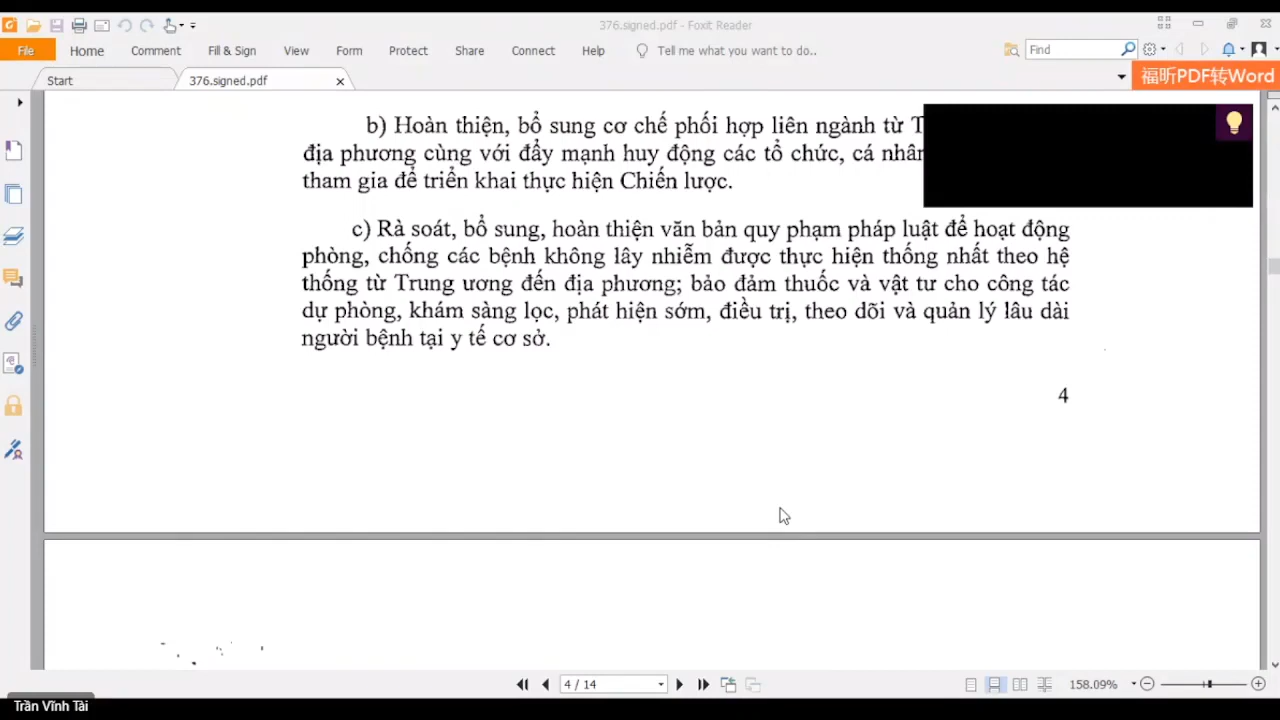 376.signed.pdf - Foxit Reader
File Home Comment Fill & Sign View Form Protect Share Connect Help Tell me what you want to do.. Find
Start 376.signed.pdf 福昕PDF转Word
b) Hoàn thiện, bổ sung cơ chế phối hợp liên ngành từ T
địa phương cùng với đẩy mạnh huy động các tổ chức, cá nhân
tham gia để triển khai thực hiện Chiến lược.
c) Rà soát, bổ sung, hoàn thiện văn bản quy phạm pháp luật để hoạt động
phòng, chống các bệnh không lây nhiễm được thực hiện thống nhất theo hệ
thống từ Trung ương đến địa phương; bảo đảm thuốc và vật tư cho công tác
dự phòng, khám sàng lọc, phát hiện sớm, điều trị, theo dõi và quản lý lâu dài
người bệnh tại y tế cơ sở.
4
4 / 14 158.09%
Trần Vĩnh Tài